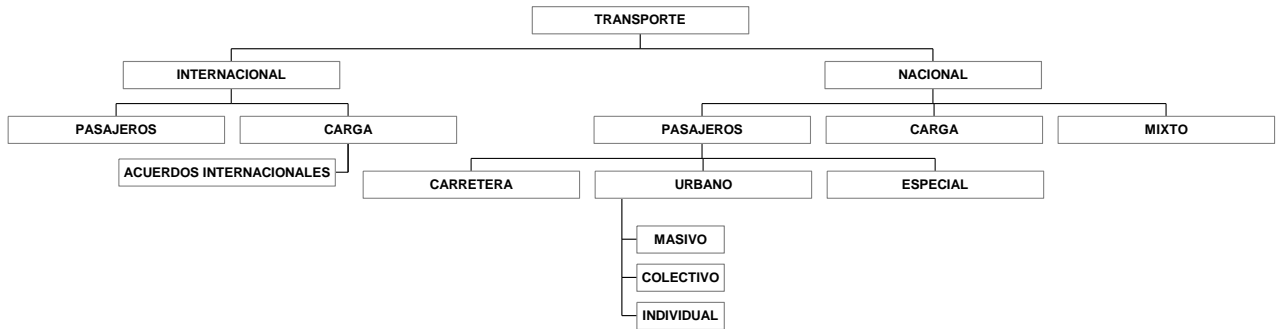 TRANSPORTE
INTERNACIONAL
NACIONAL
PASAJEROS
CARGA
PASAJEROS
CARGA
MIXTO
ACUERDOS INTERNACIONALES
CARRETERA
URBANO
ESPECIAL
MASIVO
COLECTIVO
INDIVIDUAL